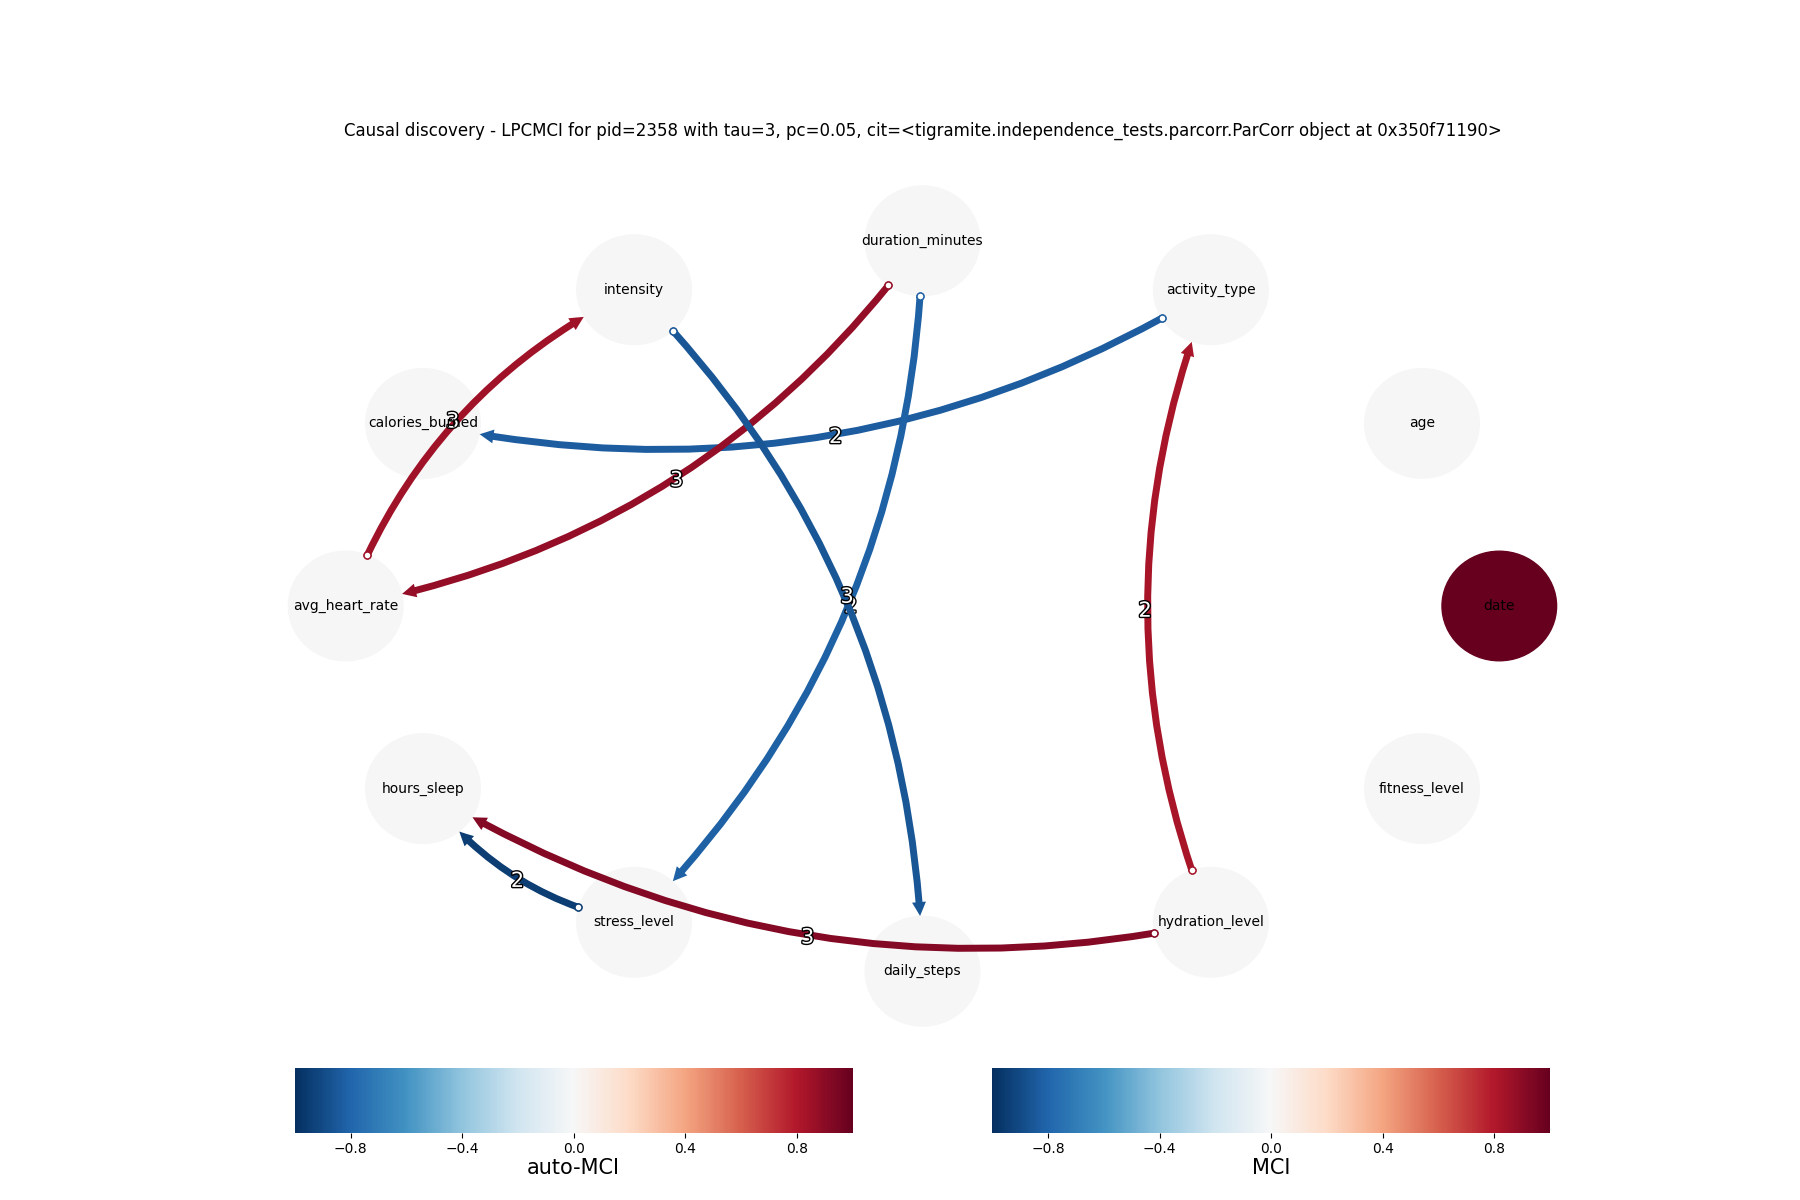 Causal discovery - LPCMCI for pid=2358 with tau=3, pc=0.05, cit=<tigramite.independence_tests.parcorr.ParCorr object at 0x350f71190>
duration_minutes
intensity
activity_type
calories_burned
3
2
age
3
3
2
avg_heart_rate
date
2
hours_sleep
fitness_level
2
stress_level
hydration_level
3
daily_steps
−0.8 −0.4 0.0 0.4 0.8
−0.8 −0.4 0.0 0.4 0.8
auto-MCI
MCI